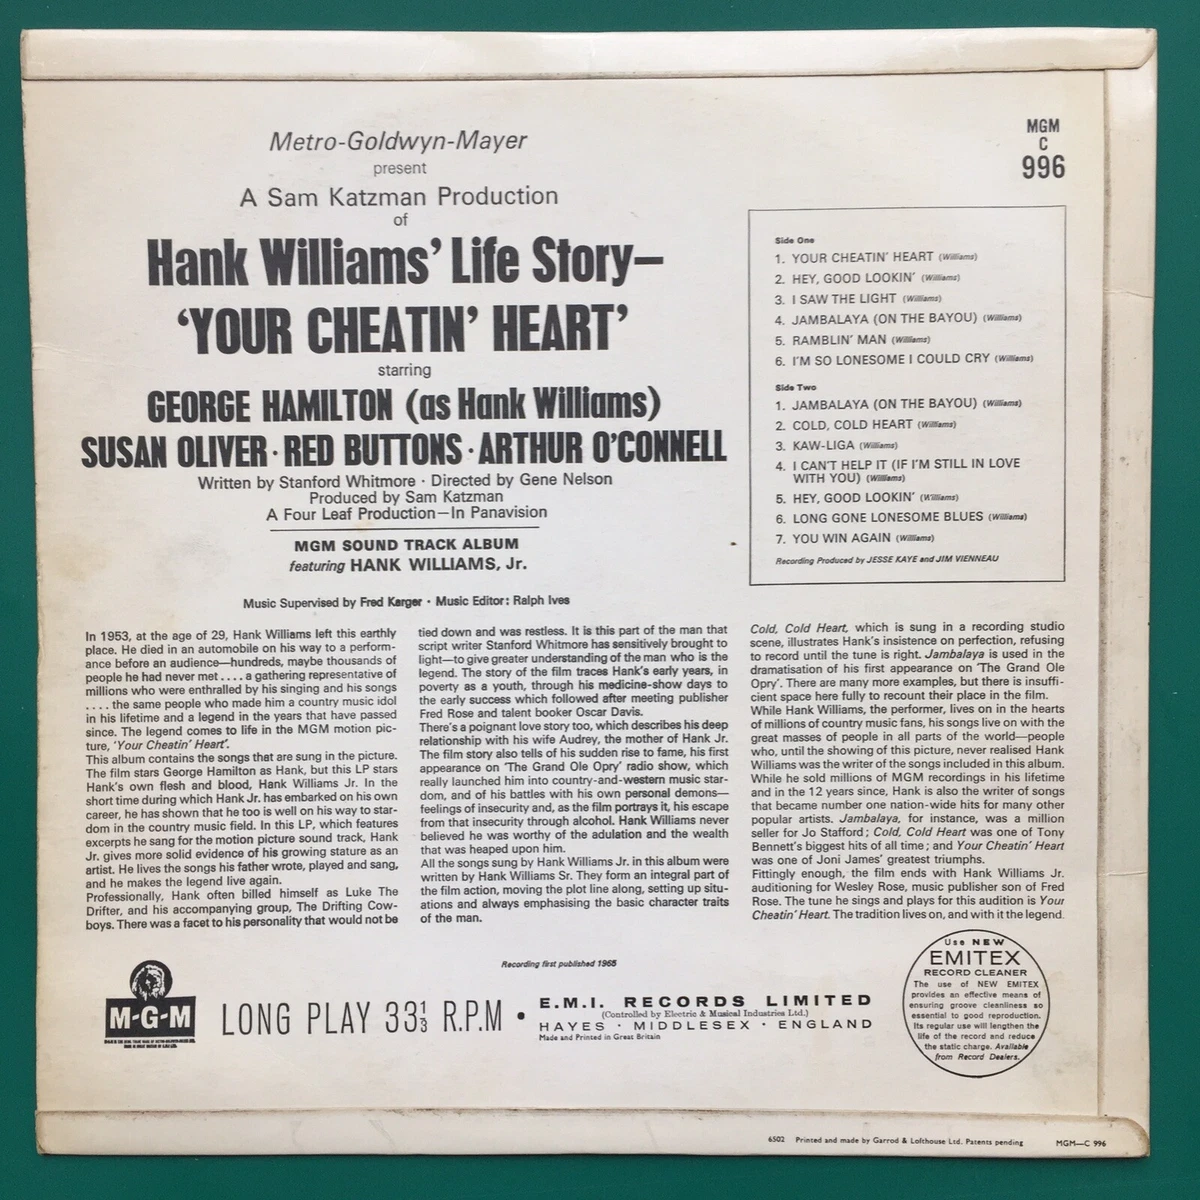 Metro-Goldwyn-Mayer
present
A Sam Katzman Production
of
Hank Williams' Life Story—
'YOUR CHEATIN' HEART'
starring
GEORGE HAMILTON (as Hank Williams)
SUSAN OLIVER · RED BUTTONS · ARTHUR O'CONNELL
Written by Stanford Whitmore · Directed by Gene Nelson
Produced by Sam Katzman
A Four Leaf Production—In Panavision
MGM SOUND TRACK ALBUM
featuring HANK WILLIAMS, Jr.
Music Supervised by Fred Karger · Music Editor: Ralph Ives
MGM
C
996
Side One
1. YOUR CHEATIN' HEART (Williams)
2. HEY, GOOD LOOKIN' (Williams)
3. I SAW THE LIGHT (Williams)
4. JAMBALAYA (ON THE BAYOU) (Williams)
5. RAMBLIN' MAN (Williams)
6. I'M SO LONESOME I COULD CRY (Williams)
Side Two
1. JAMBALAYA (ON THE BAYOU) (Williams)
2. COLD, COLD HEART (Williams)
3. KAW-LIGA (Williams)
4. I CAN'T HELP IT (IF I'M STILL IN LOVE
WITH YOU) (Williams)
5. HEY, GOOD LOOKIN' (Williams)
6. LONG GONE LONESOME BLUES (Williams)
7. YOU WIN AGAIN (Williams)
Recording Produced by JESSE KAYE and JIM VIENNEAU
In 1953, at the age of 29, Hank Williams left this earthly
place. He died in an automobile on his way to a perform-
ance before an audience—hundreds, maybe thousands of
people he had never met . . . . a gathering representative of
millions who were enthralled by his singing and his songs
. . . . the same people who made him a country music idol
in his lifetime and a legend in the years that have passed
since. The legend comes to life in the MGM motion pic-
ture, 'Your Cheatin' Heart'.
This album contains the songs that are sung in the picture.
The film stars George Hamilton as Hank, but this LP stars
Hank's own flesh and blood, Hank Williams Jr. In the
short time during which Hank Jr. has embarked on his own
career, he has shown that he too is well on his way to star-
dom in the country music field. In this LP, which features
excerpts he sang for the motion picture sound track, Hank
Jr. gives more solid evidence of his growing stature as an
artist. He lives the songs his father wrote, played and sang,
and he makes the legend live again.
Professionally, Hank often billed himself as Luke The
Drifter, and his accompanying group, The Drifting Cow-
boys. There was a facet to his personality that would not be
tied down and was restless. It is this part of the man that
script writer Stanford Whitmore has sensitively brought to
light—to give greater understanding of the man who is the
legend. The story of the film traces Hank's early years, in
poverty as a youth, through his medicine-show days to
the early success which followed after meeting publisher
Fred Rose and talent booker Oscar Davis.
There's a poignant love story too, which describes his deep
relationship with his wife Audrey, the mother of Hank Jr.
The film story also tells of his sudden rise to fame, his first
appearance on 'The Grand Ole Opry' radio show, which
really launched him into country-and-western music star-
dom, and of his battles with his own personal demons—
feelings of insecurity and, as the film portrays it, his escape
from that insecurity through alcohol. Hank Williams never
believed he was worthy of the adulation and the wealth
that was heaped upon him.
All the songs sung by Hank Williams Jr. in this album were
written by Hank Williams Sr. They form an integral part of
the film action, moving the plot line along, setting up situ-
ations and always emphasising the basic character traits
of the man.
Cold, Cold Heart, which is sung in a recording studio
scene, illustrates Hank's insistence on perfection, refusing
to record until the tune is right. Jambalaya is used in the
dramatisation of his first appearance on 'The Grand Ole
Opry'. There are many more examples, but there is insuffi-
cient space here fully to recount their place in the film.
While Hank Williams, the performer, lives on in the hearts
of millions of country music fans, his songs live on with the
great masses of people in all parts of the world—people
who, until the showing of this picture, never realised Hank
Williams was the writer of the songs included in this album.
While he sold millions of MGM recordings in his lifetime
and in the 12 years since, Hank is also the writer of songs
that became number one nation-wide hits for many other
popular artists. Jambalaya, for instance, was a million
seller for Jo Stafford; Cold, Cold Heart was one of Tony
Bennett's biggest hits of all time; and Your Cheatin' Heart
was one of Joni James' greatest triumphs.
Fittingly enough, the film ends with Hank Williams Jr.
auditioning for Wesley Rose, music publisher son of Fred
Rose. The tune he sings and plays for this audition is Your
Cheatin' Heart. The tradition lives on, and with it the legend.
Recording first published 1965
M-G-M
LONG PLAY 33⅓ R.P.M •
E.M.I. RECORDS LIMITED
(Controlled by Electric & Musical Industries Ltd.)
HAYES · MIDDLESEX · ENGLAND
Made and Printed in Great Britain
Use NEW
EMITEX
RECORD CLEANER
The use of NEW EMITEX
provides an effective means of
ensuring groove cleanliness so
essential to good reproduction.
Its regular use will lengthen the
life of the record and reduce
the static charge. Available
from Record Dealers.
6502 Printed and made by Garrod & Lofthouse Ltd. Patents pending MGM—C 996